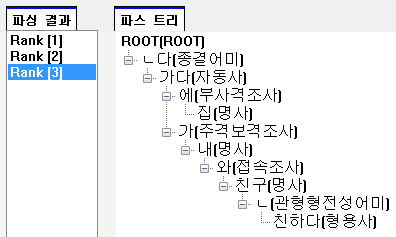 파싱 결과
파스 트리
Rank [1]
Rank [2]
Rank [3]
ROOT(ROOT)
ㄴ다(종결어미)
가다(자동사)
에(부사격조사)
집(명사)
가(주격보격조사)
내(명사)
와(접속조사)
친구(명사)
ㄴ(관형형전성어미)
친하다(형용사)